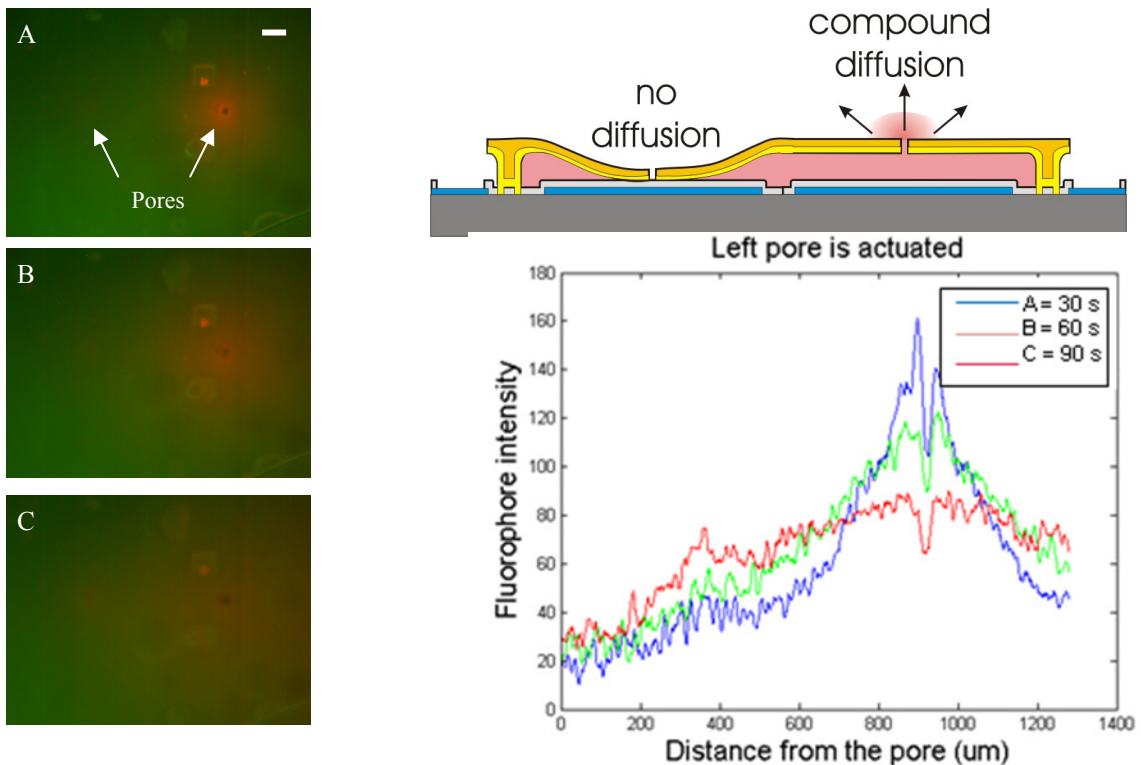 A
Pores
B
C
no
diffusion
compound
diffusion
Left pore is actuated
180
160
140
120
100
80
60
40
20
0
Fluorophore intensity
A = 30 s
B = 60 s
C = 90 s
0 200 400 600 800 1000 1200 1400
Distance from the pore (um)